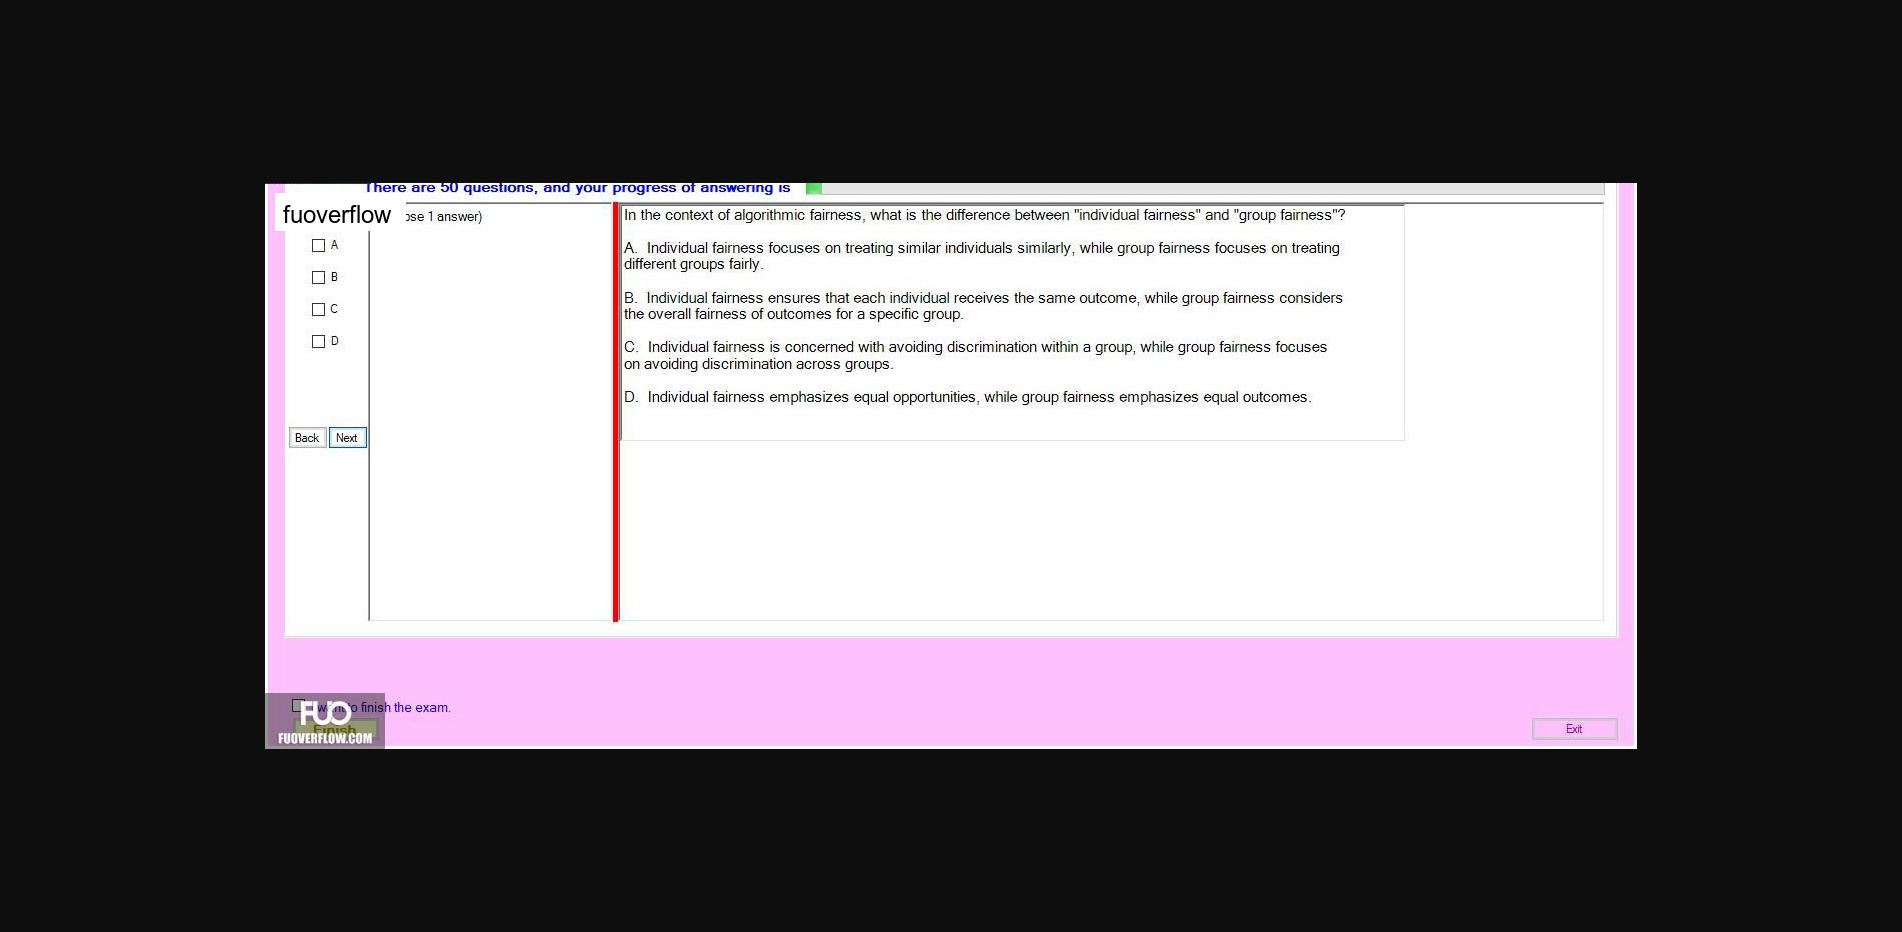 There are 50 questions, and your progress of answering is
fuoverflow
ose 1 answer)
A
B
C
D
Back
Next
In the context of algorithmic fairness, what is the difference between "individual fairness" and "group fairness"?
A. Individual fairness focuses on treating similar individuals similarly, while group fairness focuses on treating
different groups fairly.
B. Individual fairness ensures that each individual receives the same outcome, while group fairness considers
the overall fairness of outcomes for a specific group.
C. Individual fairness is concerned with avoiding discrimination within a group, while group fairness focuses
on avoiding discrimination across groups.
D. Individual fairness emphasizes equal opportunities, while group fairness emphasizes equal outcomes.
I want to finish the exam.
FUO
Finish
FUOVERFLOW.COM
Exit